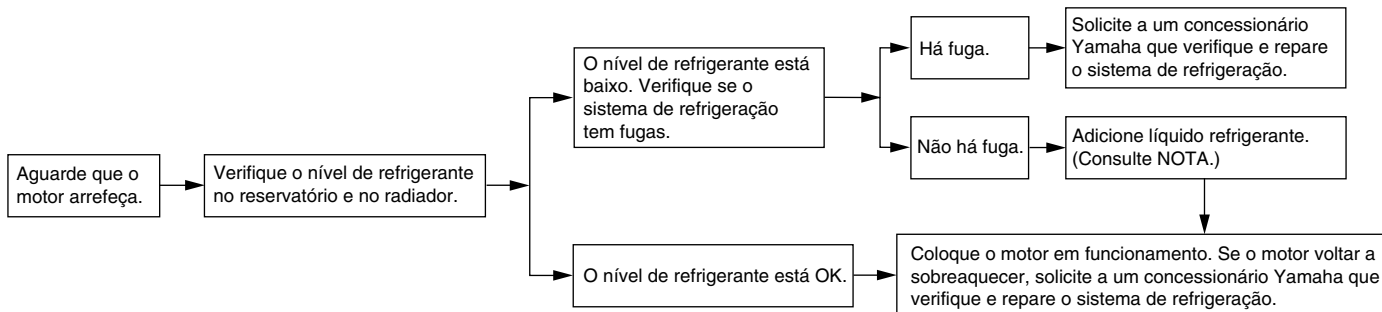 Aguarde que o
motor arrefeça.
Verifique o nível de refrigerante
no reservatório e no radiador.
O nível de refrigerante está
baixo. Verifique se o
sistema de refrigeração
tem fugas.
Há fuga.
Solicite a um concessionário
Yamaha que verifique e repare
o sistema de refrigeração.
Não há fuga.
Adicione líquido refrigerante.
(Consulte NOTA.)
O nível de refrigerante está OK.
Coloque o motor em funcionamento. Se o motor voltar a
sobreaquecer, solicite a um concessionário Yamaha que
verifique e repare o sistema de refrigeração.